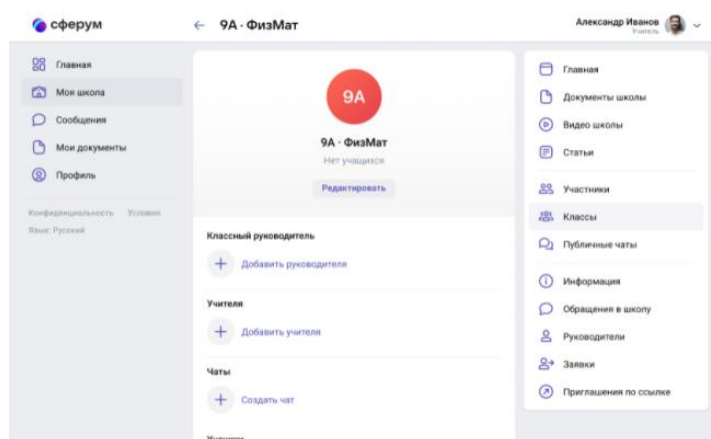 сферум
← 9А · ФизМат
Александр Иванов
Учитель
Главная
Моя школа
Сообщения
Мои документы
Профиль
Конфиденциальность Условия
Язык: Русский
9А
9А · ФизМат
Нет учащихся
Редактировать
Классный руководитель
Добавить руководителя
Учителя
Добавить учителя
Чаты
Создать чат
Главная
Документы школы
Видео школы
Статьи
Участники
Классы
Публичные чаты
Информация
Обращения в школу
Руководители
Заявки
Приглашения по ссылке